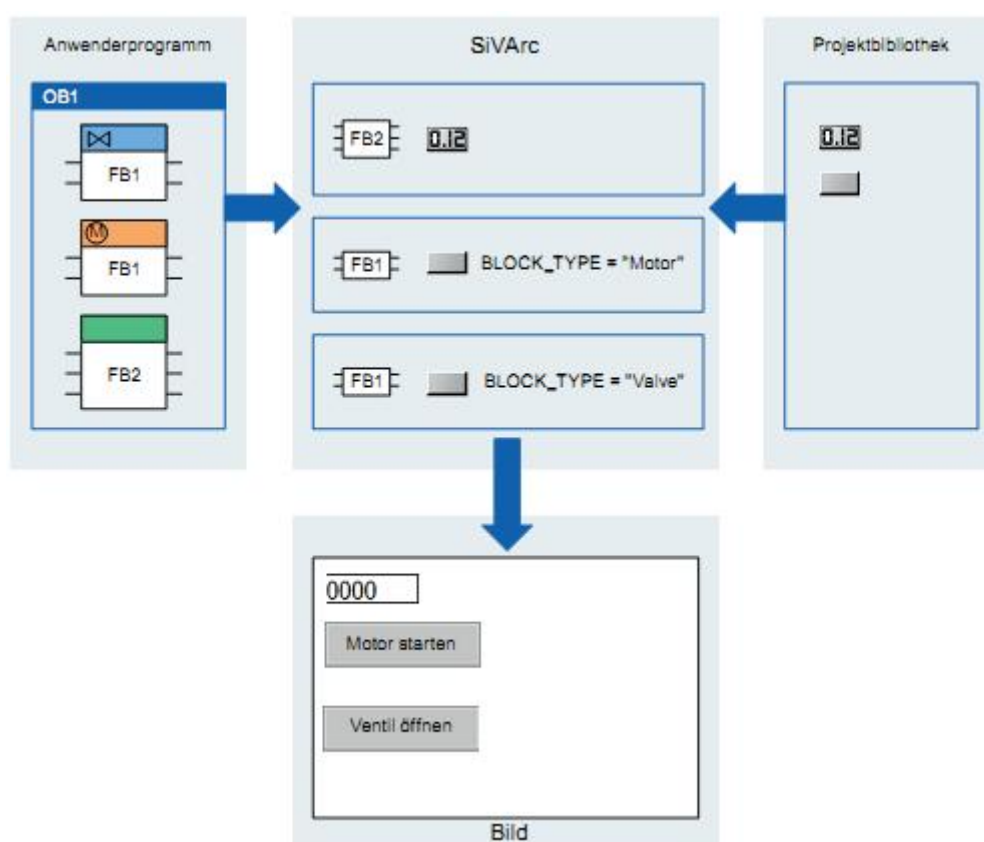 Anwenderprogramm
OB1
FB1
M
FB1
FB2
SiVArc
FB2 0.12
FB1 BLOCK_TYPE = "Motor"
FB1 BLOCK_TYPE = "Valve"
Projektbibliothek
0.12
0000
Motor starten
Ventil öffnen
Bild